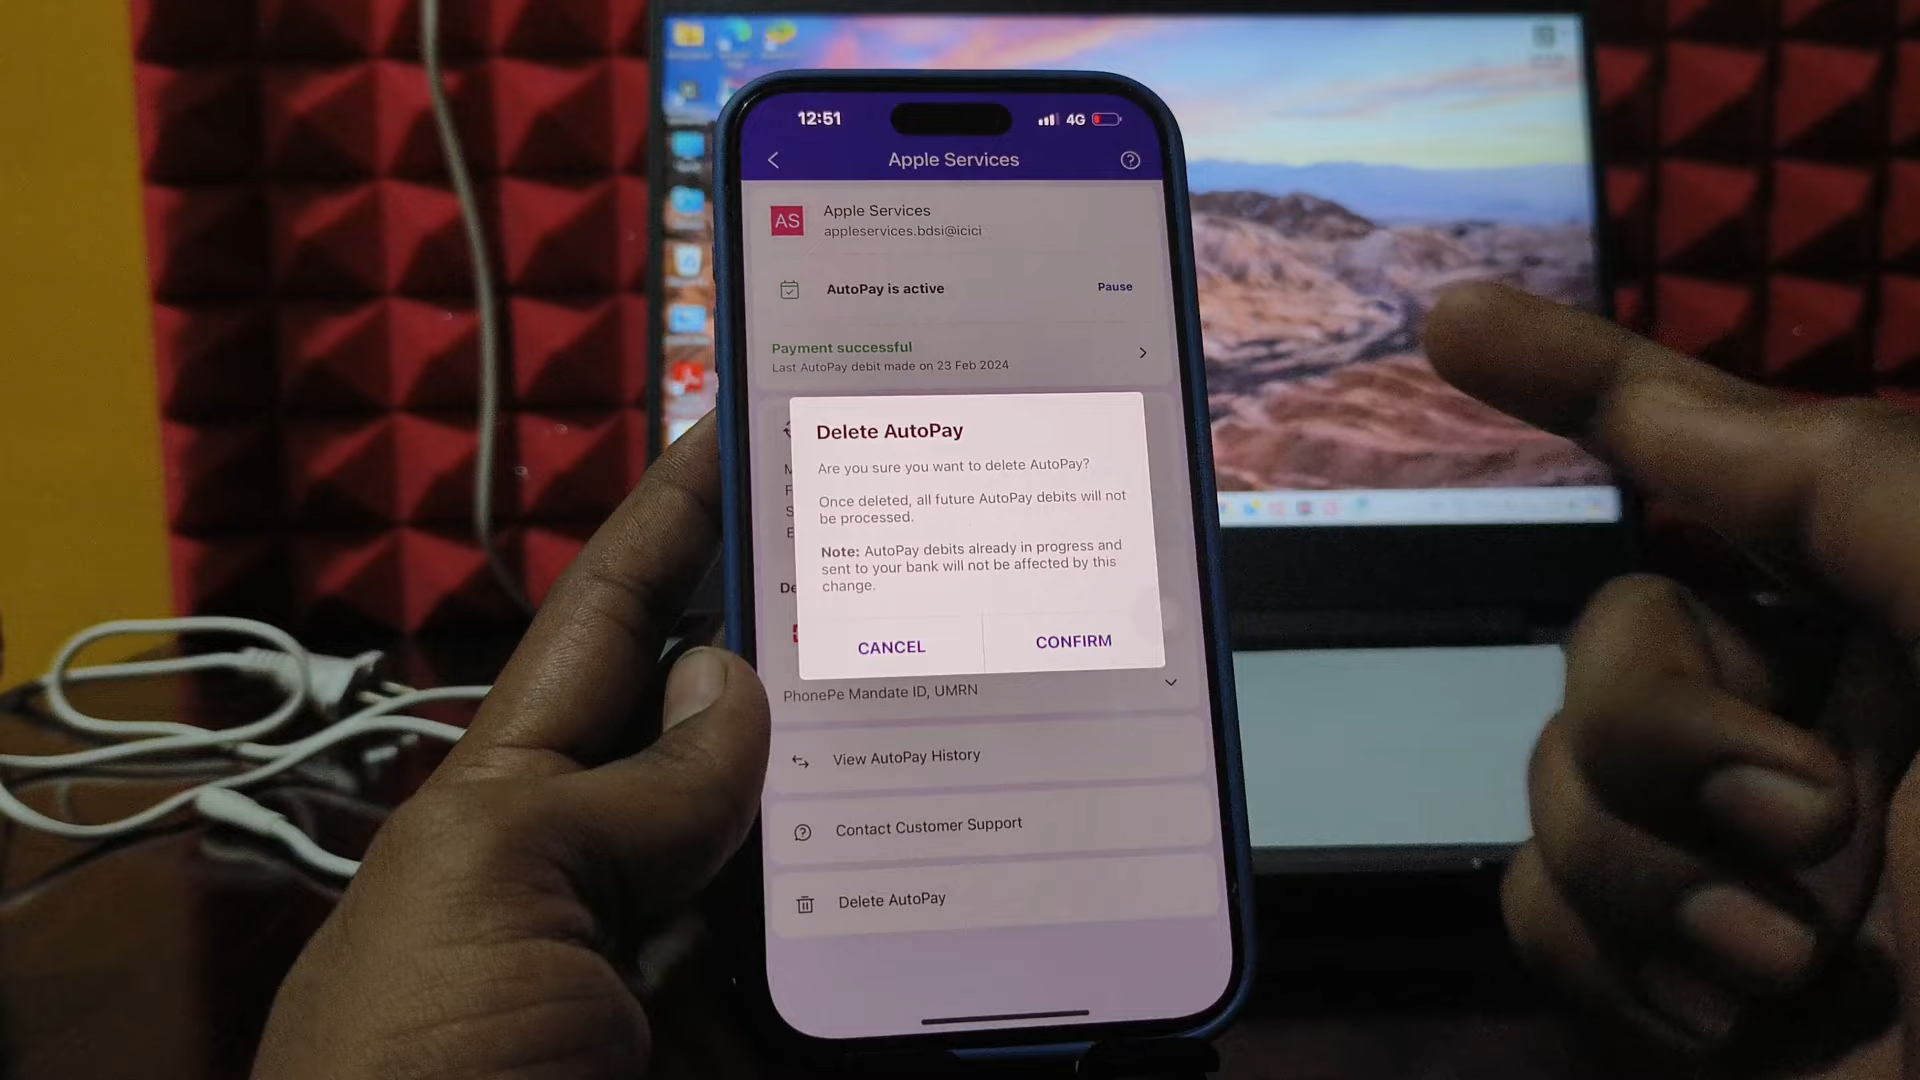 12:51
4G
Apple Services
AS
Apple Services
appleservices.bdsi@icici
AutoPay is active
Pause
Payment successful
Last AutoPay debit made on 23 Feb 2024
Delete AutoPay
Are you sure you want to delete AutoPay?
Once deleted, all future AutoPay debits will not
be processed.
Note: AutoPay debits already in progress and
sent to your bank will not be affected by this
change.
De
CANCEL
CONFIRM
PhonePe Mandate ID, UMRN
View AutoPay History
Contact Customer Support
Delete AutoPay